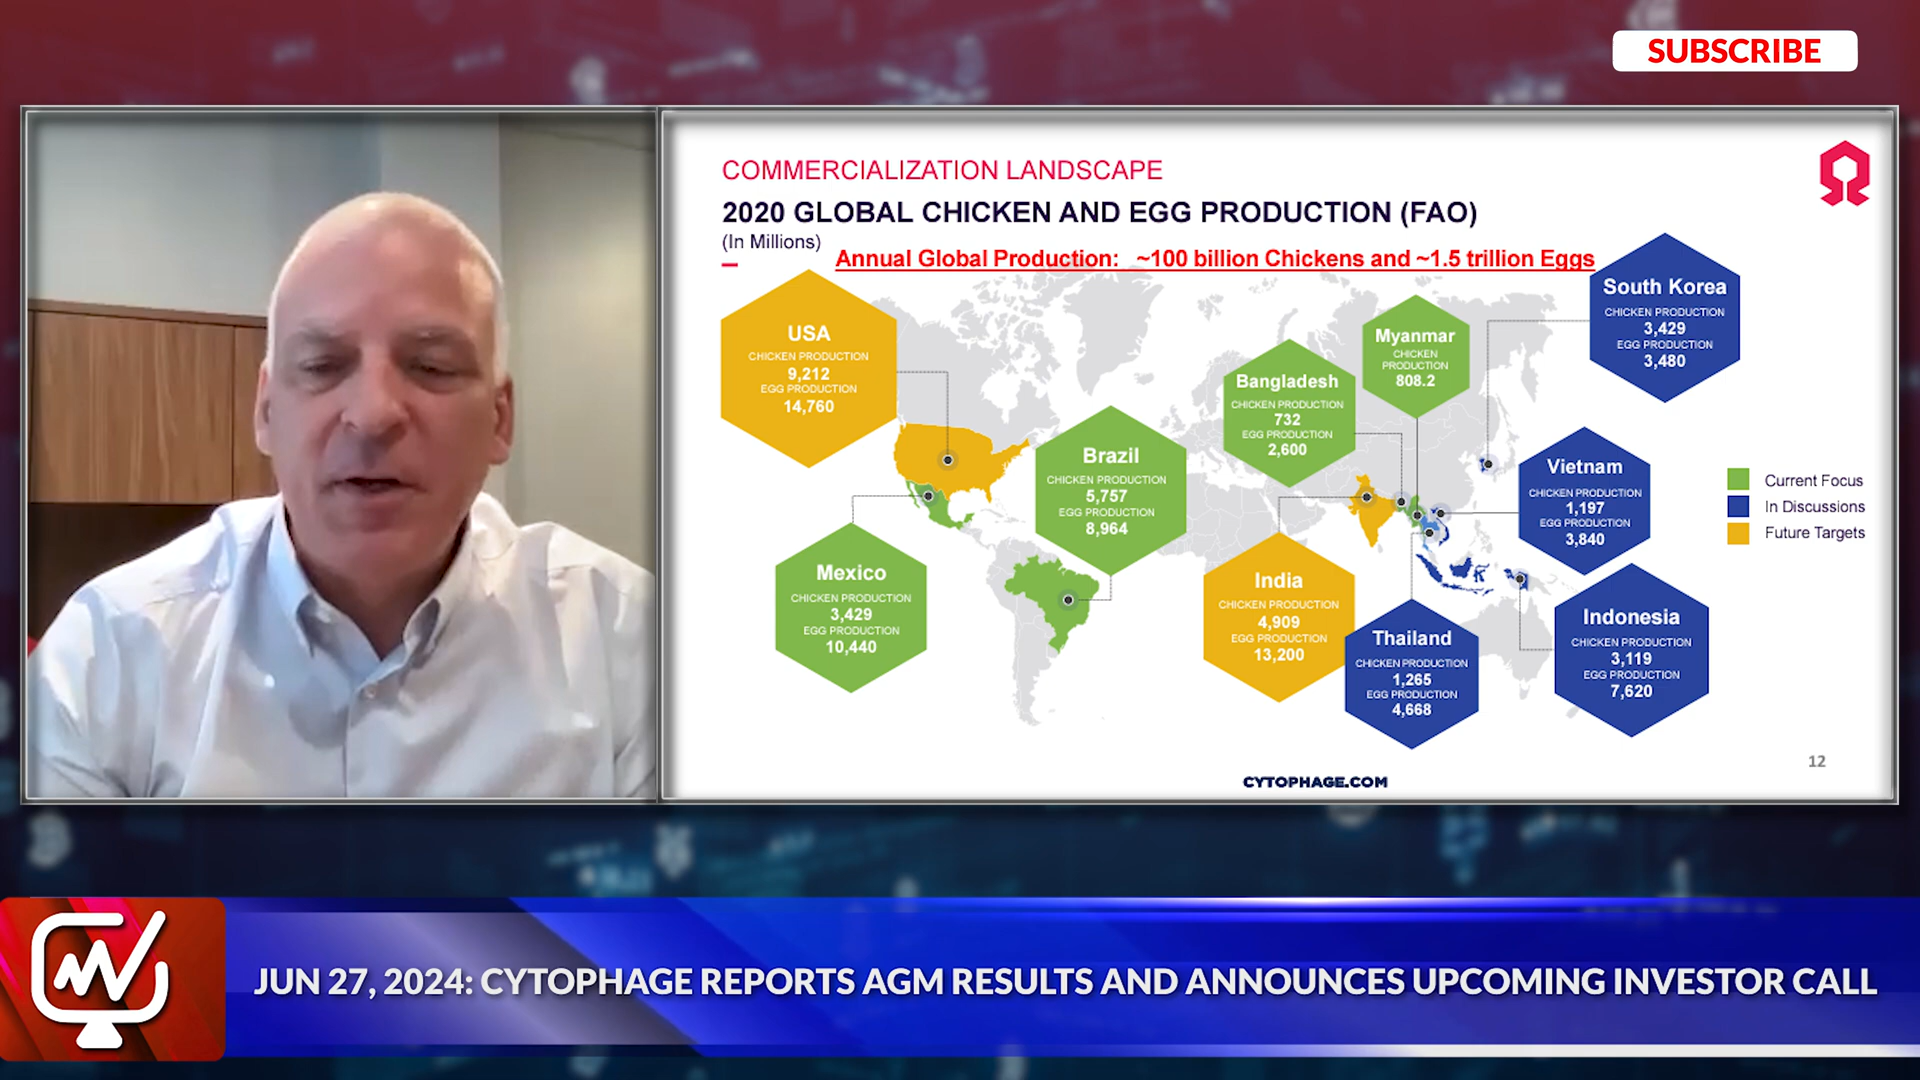 SUBSCRIBE
COMMERCIALIZATION LANDSCAPE
2020 GLOBAL CHICKEN AND EGG PRODUCTION (FAO)
(In Millions)
Annual Global Production: ~100 billion Chickens and ~1.5 trillion Eggs
USA
CHICKEN PRODUCTION
9,212
EGG PRODUCTION
14,760
Mexico
CHICKEN PRODUCTION
3,429
EGG PRODUCTION
10,440
Brazil
CHICKEN PRODUCTION
5,757
EGG PRODUCTION
8,964
Bangladesh
CHICKEN PRODUCTION
732
EGG PRODUCTION
2,600
Myanmar
CHICKEN
PRODUCTION
808.2
South Korea
CHICKEN PRODUCTION
3,429
EGG PRODUCTION
3,480
Vietnam
CHICKEN PRODUCTION
1,197
EGG PRODUCTION
3,840
India
CHICKEN PRODUCTION
4,909
EGG PRODUCTION
13,200
Thailand
CHICKEN PRODUCTION
1,265
EGG PRODUCTION
4,668
Indonesia
CHICKEN PRODUCTION
3,119
EGG PRODUCTION
7,620
Current Focus
In Discussions
Future Targets
12
CYTOPHAGE.COM
JUN 27, 2024: CYTOPHAGE REPORTS AGM RESULTS AND ANNOUNCES UPCOMING INVESTOR CALL